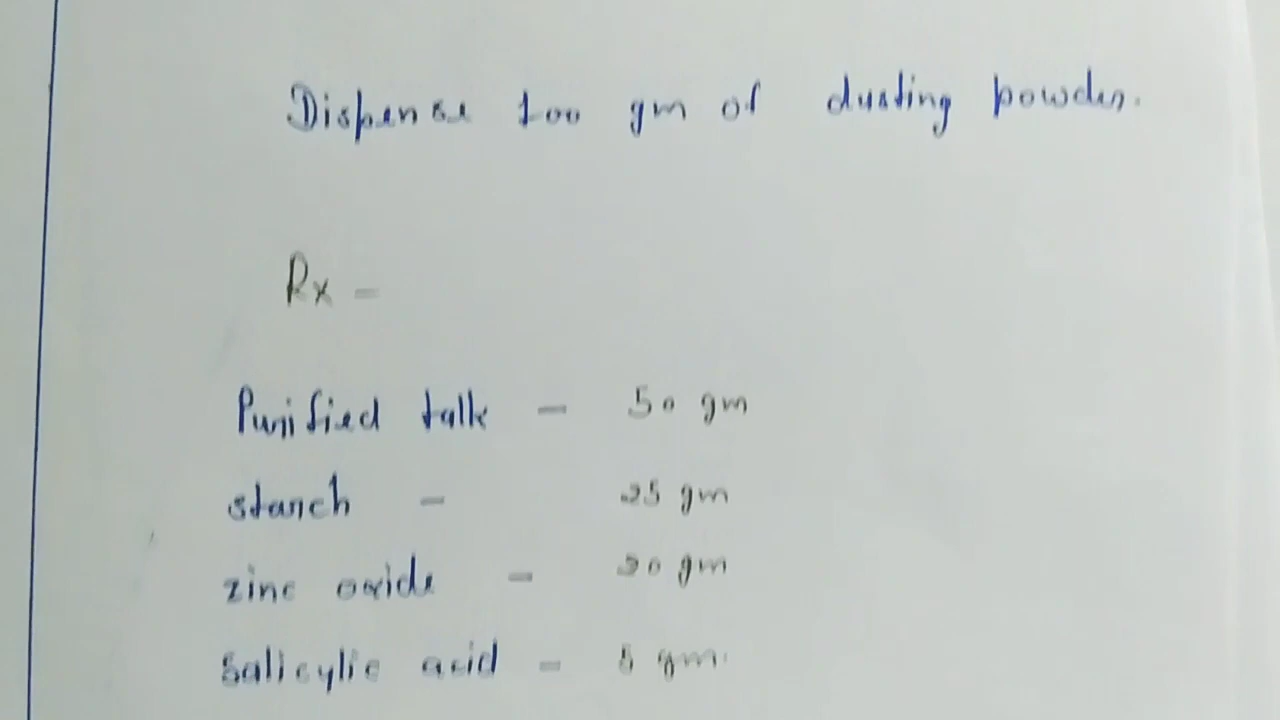 Dispense 100 gm of dusting powder.
Rx -
Purified talk - 50 gm
starch - 25 gm
zinc oxide - 20 gm
Salicylic acid - 5 gm.